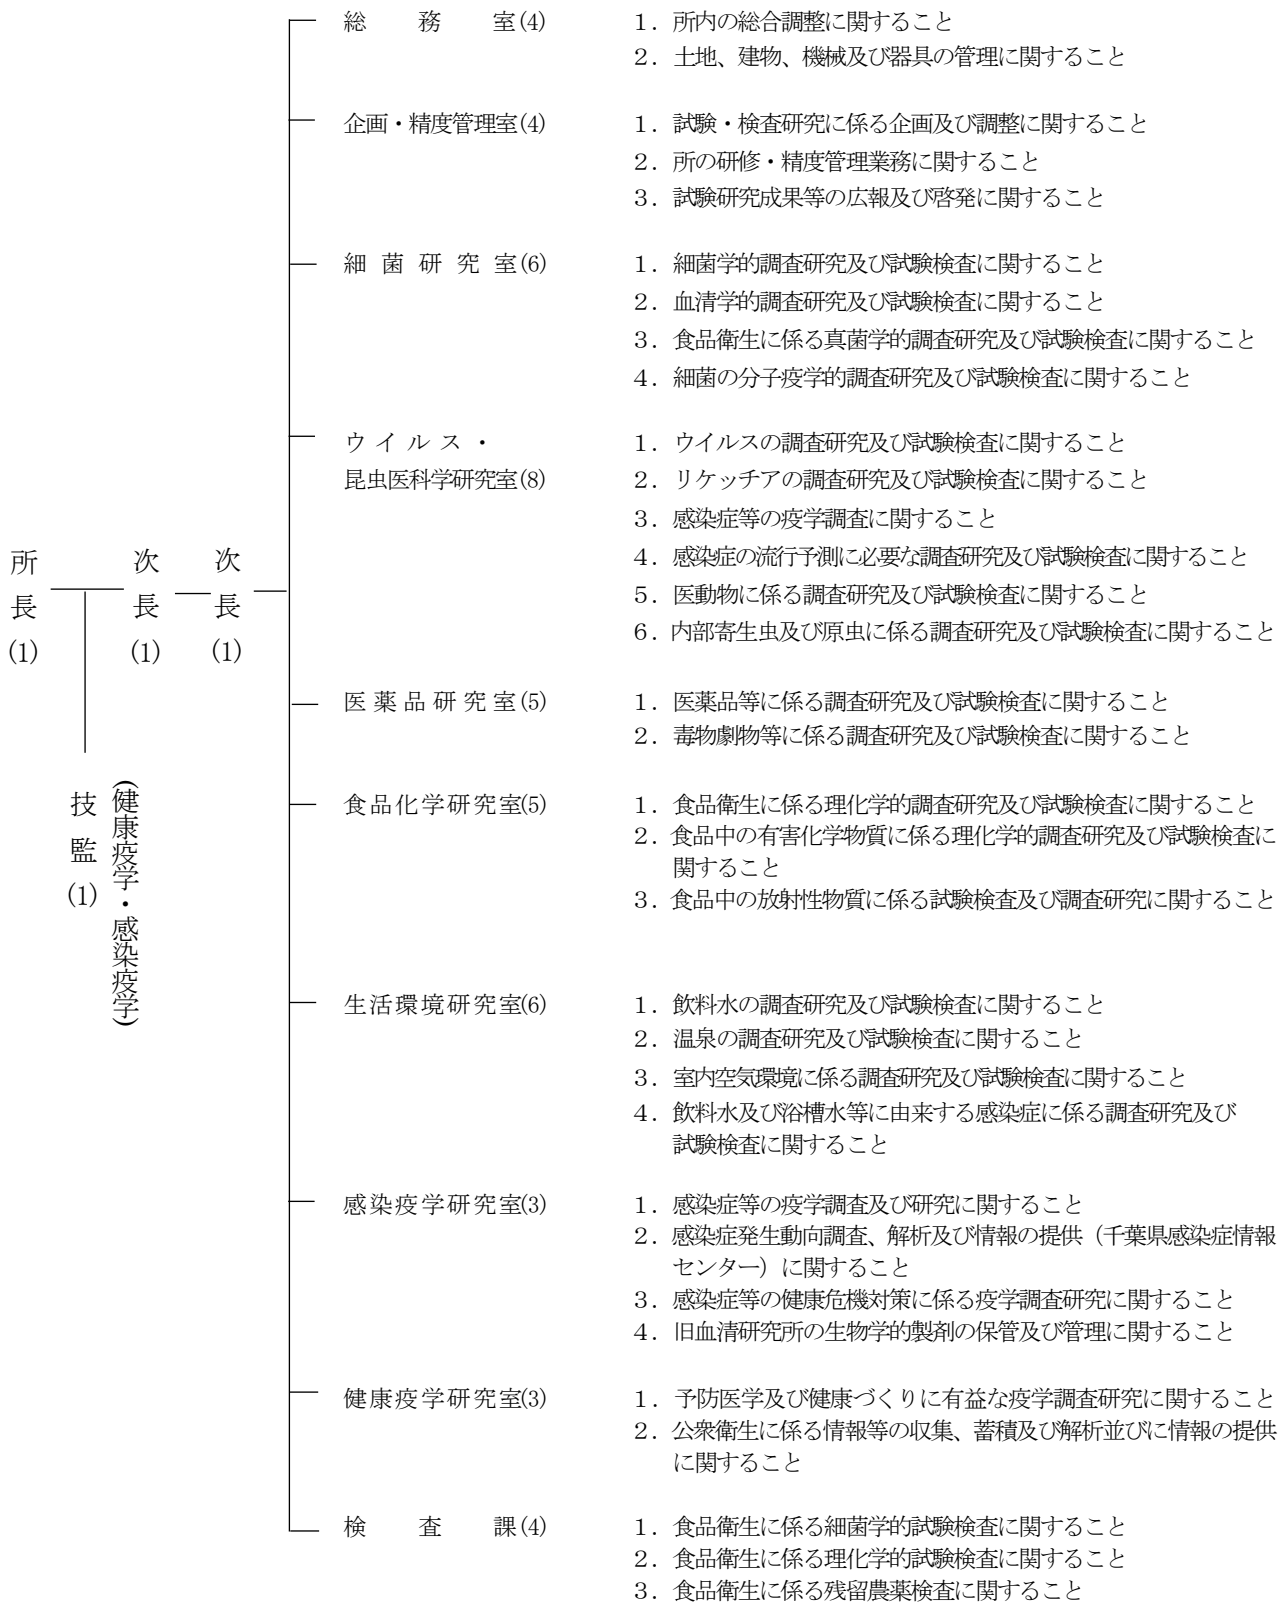 所長(1)
技監(1)
(健康疫学・感染疫学)
次長(1)
次長(1)
総務室(4)
1．所内の総合調整に関すること
2．土地、建物、機械及び器具の管理に関すること
企画・精度管理室(4)
1．試験・検査研究に係る企画及び調整に関すること
2．所の研修・精度管理業務に関すること
3．試験研究成果等の広報及び啓発に関すること
細菌研究室(6)
1．細菌学的調査研究及び試験検査に関すること
2．血清学的調査研究及び試験検査に関すること
3．食品衛生に係る真菌学的調査研究及び試験検査に関すること
4．細菌の分子疫学的調査研究及び試験検査に関すること
ウイルス・
昆虫医科学研究室(8)
1．ウイルスの調査研究及び試験検査に関すること
2．リケッチアの調査研究及び試験検査に関すること
3．感染症等の疫学調査に関すること
4．感染症の流行予測に必要な調査研究及び試験検査に関すること
5．医動物に係る調査研究及び試験検査に関すること
6．内部寄生虫及び原虫に係る調査研究及び試験検査に関すること
医薬品研究室(5)
1．医薬品等に係る調査研究及び試験検査に関すること
2．毒物劇物等に係る調査研究及び試験検査に関すること
食品化学研究室(5)
1．食品衛生に係る理化学的調査研究及び試験検査に関すること
2．食品中の有害化学物質に係る理化学的調査研究及び試験検査に
関すること
3．食品中の放射性物質に係る試験検査及び調査研究に関すること
生活環境研究室(6)
1．飲料水の調査研究及び試験検査に関すること
2．温泉の調査研究及び試験検査に関すること
3．室内空気環境に係る調査研究及び試験検査に関すること
4．飲料水及び浴槽水等に由来する感染症に係る調査研究及び
試験検査に関すること
感染疫学研究室(3)
1．感染症等の疫学調査及び研究に関すること
2．感染症発生動向調査、解析及び情報の提供（千葉県感染症情報
センター）に関すること
3．感染症等の健康危機対策に係る疫学調査研究に関すること
4．旧血清研究所の生物学的製剤の保管及び管理に関すること
健康疫学研究室(3)
1．予防医学及び健康づくりに有益な疫学調査研究に関すること
2．公衆衛生に係る情報等の収集、蓄積及び解析並びに情報の提供
に関すること
検査課(4)
1．食品衛生に係る細菌学的試験検査に関すること
2．食品衛生に係る理化学的試験検査に関すること
3．食品衛生に係る残留農薬検査に関すること